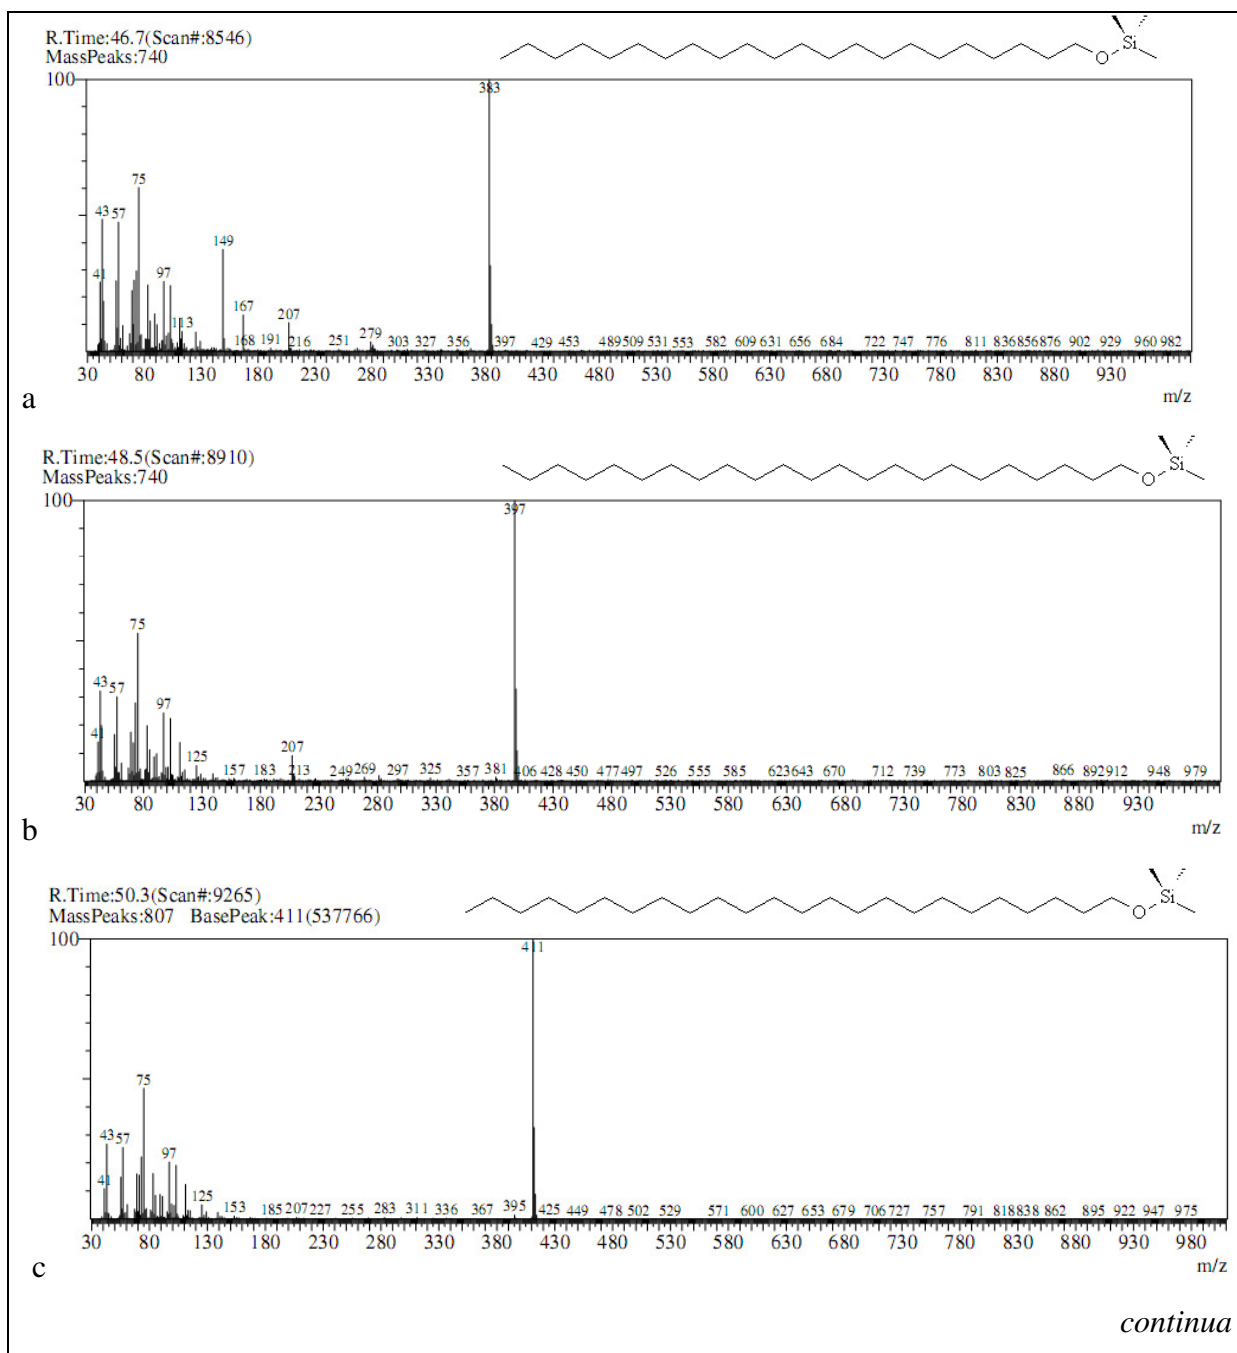 R.Time:46.7(Scan#:8546)
MassPeaks:740
Si
O
100
383
75
43 57
149
41
97
167
207
113
279
168 191 216 251 303 327 356 397 429 453 489 509 531 553 582 609 631 656 684 722 747 776 811 836 856 876 902 929 960 982
30 80 130 180 230 280 330 380 430 480 530 580 630 680 730 780 830 880 930
m/z
a
R.Time:48.5(Scan#:8910)
MassPeaks:740
Si
O
100
397
75
43 57
97
41
207
125
157 183 213 249 269 297 325 357 381 406 428 450 477 497 526 555 585 623 643 670 712 739 773 803 825 866 892 912 948 979
30 80 130 180 230 280 330 380 430 480 530 580 630 680 730 780 830 880 930
m/z
b
R.Time:50.3(Scan#:9265)
MassPeaks:807 BasePeak:411(537766)
Si
O
100
411
75
43 57
97
41
125
153 185 207 227 255 283 311 336 367 395 425 449 478 502 529 571 600 627 653 679 706 727 757 791 818 838 862 895 922 947 975
30 80 130 180 230 280 330 380 430 480 530 580 630 680 730 780 830 880 930 980
m/z
c
continua